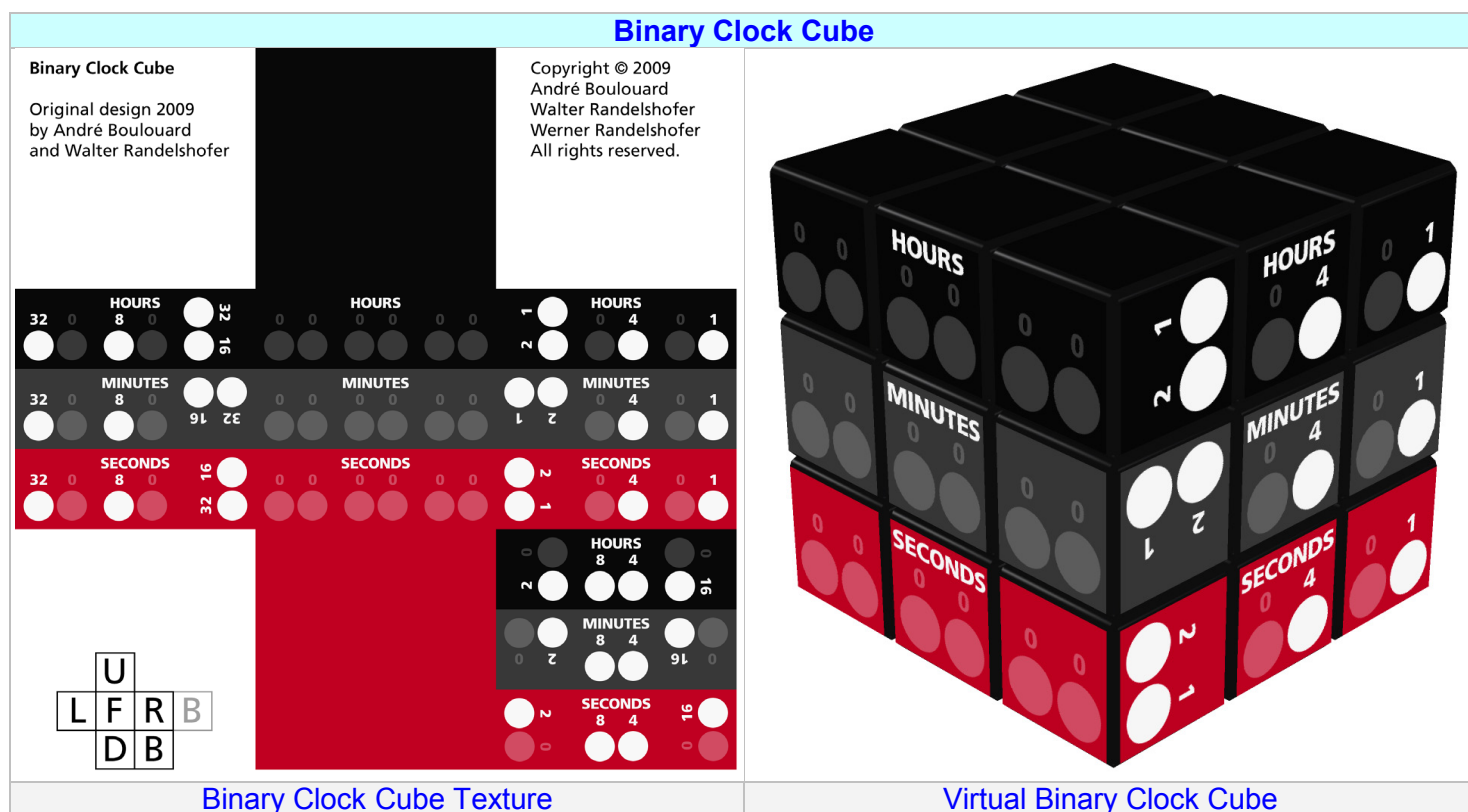 Binary Clock Cube
Binary Clock Cube
Original design 2009
by André Boulouard
and Walter Randelshofer
Copyright © 2009
André Boulouard
Walter Randelshofer
Werner Randelshofer
All rights reserved.
HOURS HOURS HOURS
32 0 8 0 32 16 0 0 0 0 0 0 1 2 0 4 0 1
MINUTES MINUTES MINUTES
32 0 8 0 16 32 0 0 0 0 0 0 1 2 0 4 0 1
SECONDS SECONDS SECONDS
32 0 8 0 16 32 0 0 0 0 0 0 2 1 0 4 0 1
HOURS
0 2 8 4 0 16
MINUTES
0 2 8 4 16 0
SECONDS
2 0 8 4 16 0
U
L F R B
D B
Binary Clock Cube Texture
HOURS
0 0 0 0 0 0
MINUTES
0 0 0 0 0 0
SECONDS
0 0 0 0 0 0
HOURS
1 2 0 4 0 1
MINUTES
1 2 0 4 0 1
SECONDS
2 1 0 4 0 1
Virtual Binary Clock Cube